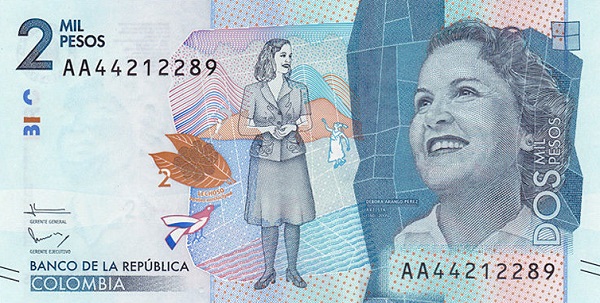 2 MIL
PESOS
AA44212289
2
GERENTE GENERAL
GERENTE EJECUTIVO
BANCO DE LA REPÚBLICA
COLOMBIA
DÉBORA ARANGO PÉREZ
DOS MIL
PESOS
AA44212289